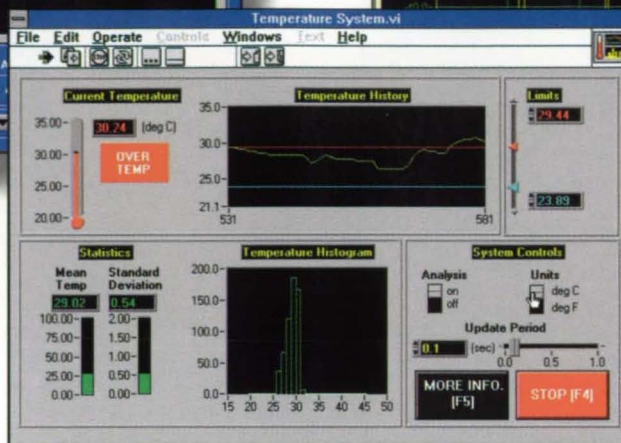 Temperature System.vi
File Edit Operate Controls Windows Text Help
STOP
Current Temperature
35.00
30.00
25.00
20.00
30.24 (deg C)
OVER
TEMP
Temperature History
35.0
30.0
25.0
21.1
531 581
Limits
29.44
23.89
Statistics
Mean
Temp
Standard
Deviation
29.02 0.54
100.00 2.00
75.00 1.50
50.00 1.00
25.00 0.50
0.00 0.00
Temperature Histogram
200.0
150.0
100.0
50.0
0.0
15 20 25 30 35 40 45 50
System Controls
Analysis
on
off
Units
deg C
deg F
Update Period
0.1 (sec)
0.0 0.5 1.0
MORE INFO.
[F5]
STOP [F4]